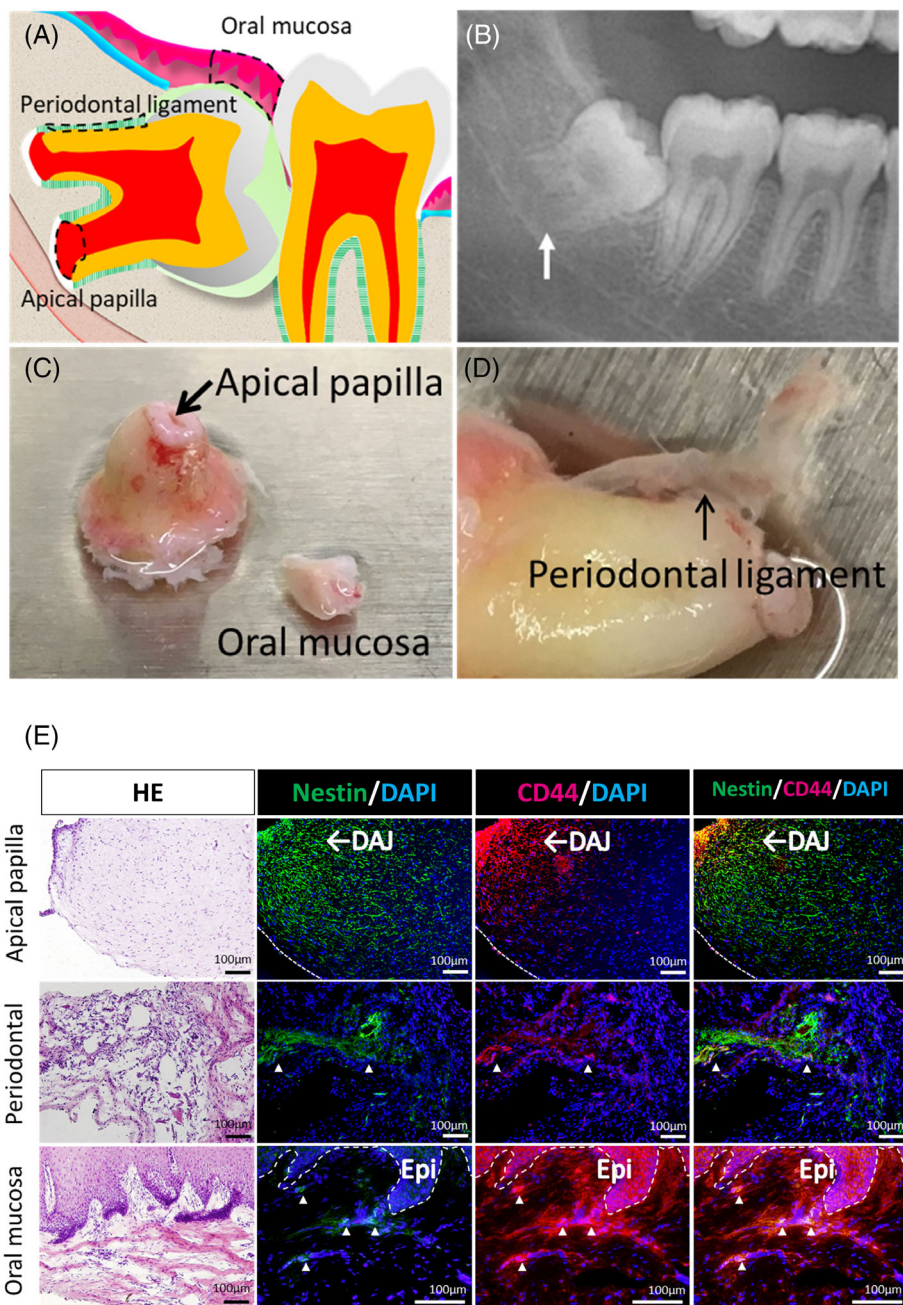 (A)
Oral mucosa
Periodontal ligament
Apical papilla
(B)
(C)
Apical papilla
Oral mucosa
(D)
Periodontal ligament
(E)
HE
Nestin/DAPI
CD44/DAPI
Nestin/CD44/DAPI
Apical papilla
100μm
←DAJ
100μm
←DAJ
100μm
←DAJ
100μm
Periodontal
100μm
100μm
100μm
100μm
Oral mucosa
100μm
Epi
100μm
Epi
100μm
Epi
100μm